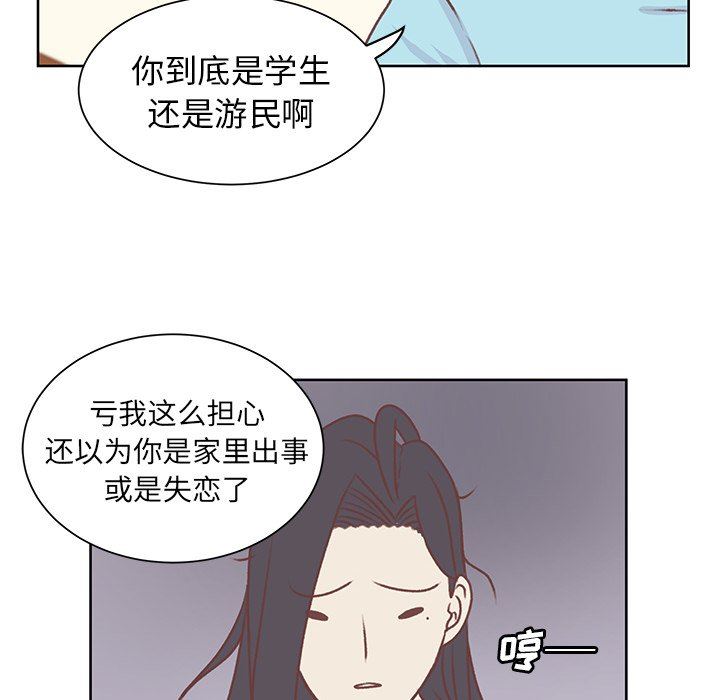 你到底是学生
还是游民啊
亏我这么担心
还以为你是家里出事
或是失恋了
哼——